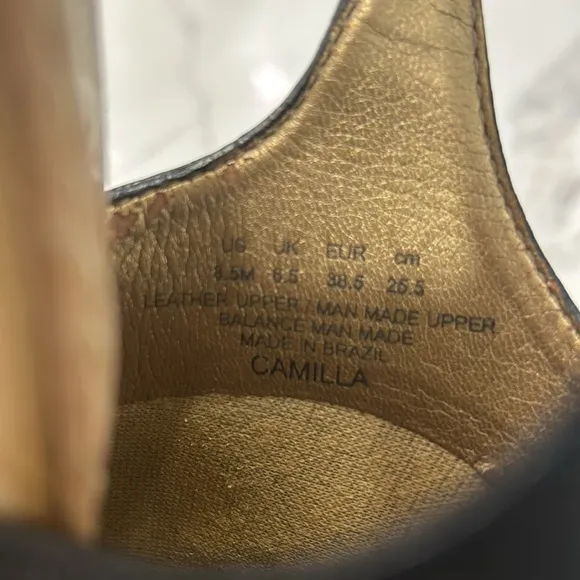 US UK EUR cm
8.5M 6.5 38.5 25.5
LEATHER UPPER / MAN MADE UPPER
BALANCE MAN MADE
MADE IN BRAZIL
CAMILLA